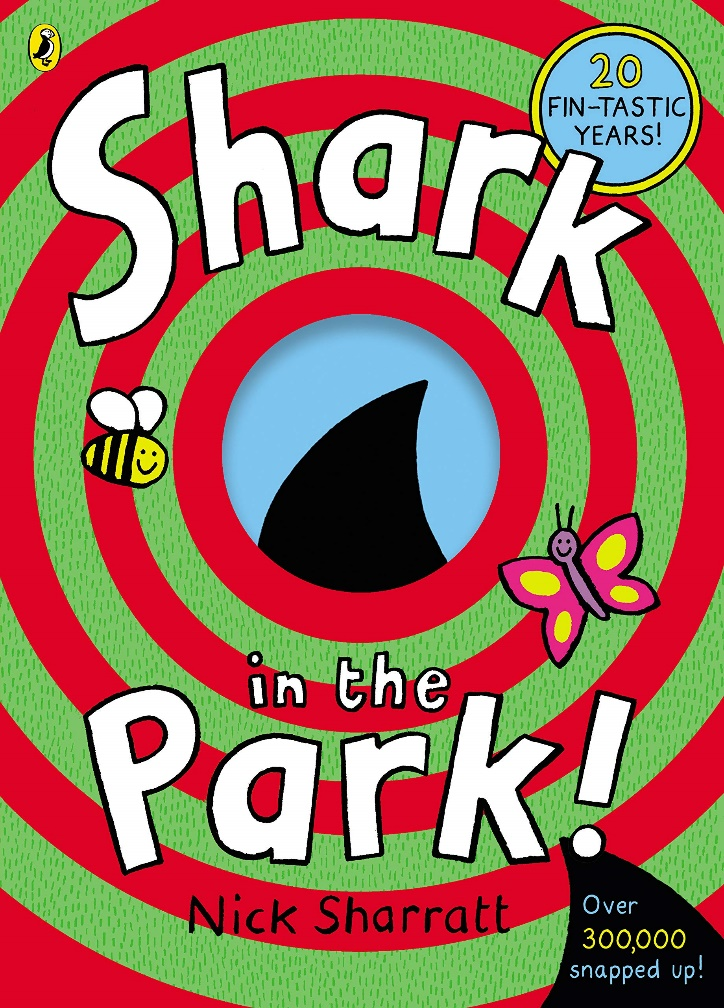 20
FIN-TASTIC
YEARS!
Shark
in the
Park!
Nick Sharratt
Over
300,000
snapped up!